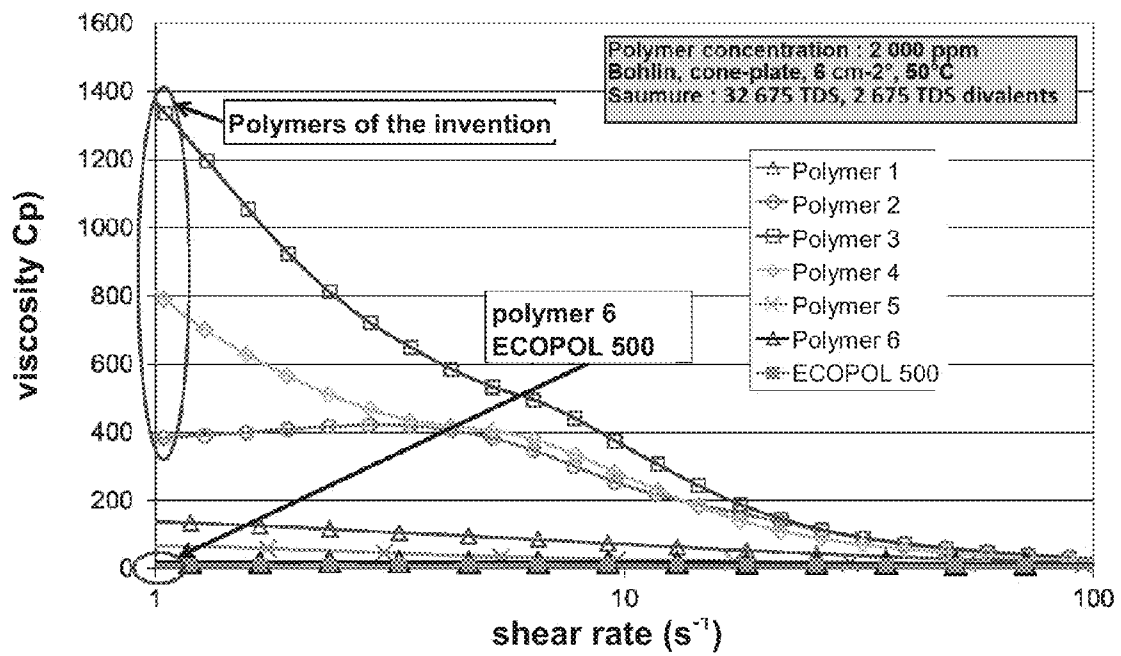 1600
1400
1200
1000
800
600
400
200
0
viscosity Cp)
Polymer concentration : 2 000 ppm
Bohlin, cone-plate, 6 cm-2°, 50°C
Saumure : 32 675 TDS, 2 675 TDS divalents
Polymers of the invention
Polymer 1
Polymer 2
Polymer 3
Polymer 4
Polymer 5
Polymer 6
ECOPOL 500
polymer 6
ECOPOL 500
1
10
100
shear rate (s⁻¹)